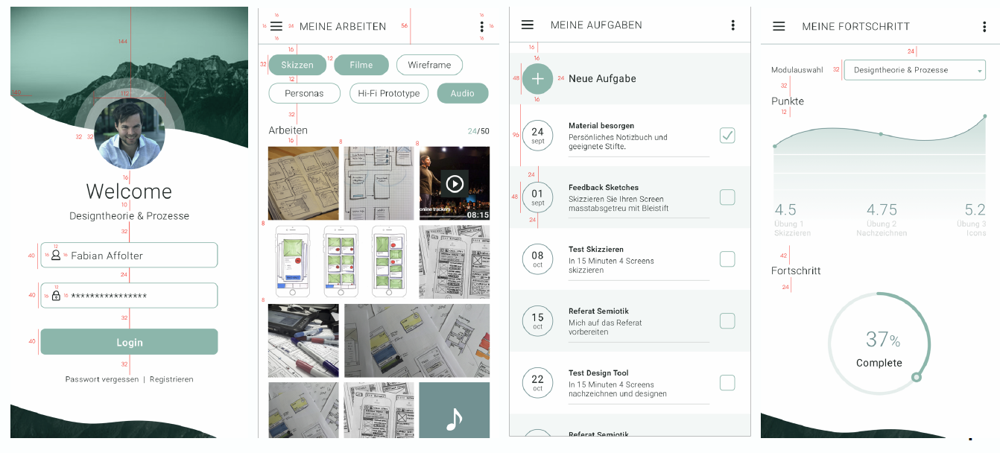 144
140
112
32 32
16
Welcome
10
Designtheorie & Prozesse
32
12
40
16
16
Fabian Affolter
24
12
40
16
16
****************
32
40
Login
32
Passwort vergessen | Registrieren
16
16
16
24
MEINE ARBEITEN
56
16
16
16
16
16
32
Skizzen
12
Filme
Wireframe
12
Personas
Hi-Fi Prototype
Audio
32
Arbeiten
24/50
16
8
8
online trackers
08:15
8
8
MEINE AUFGABEN
16
16
48
24
Neue Aufgabe
16
96
24
sept
Material besorgen
Persönliches Notizbuch und
geeignete Stifte.
24
48
01
sept
Feedback Sketches
Skizzieren Sie Ihren Screen
masstabsgetreu mit Bleistift
24
08
oct
Test Skizzieren
In 15 Minuten 4 Screens
skizzieren
15
oct
Referat Semiotik
Mich auf das Referat
vorbereiten
22
oct
Test Design Tool
In 15 Minuten 4 Screens
nachzeichnen und designen
Referat Semiotik
MEINE FORTSCHRITT
24
Modulauswahl
32
Designtheorie & Prozesse
32
Punkte
12
4.5
4.75
5.2
Übung 1
Übung 2
Übung 3
Skizzieren
Nachzeichnen
Icons
42
Fortschritt
24
37%
Complete